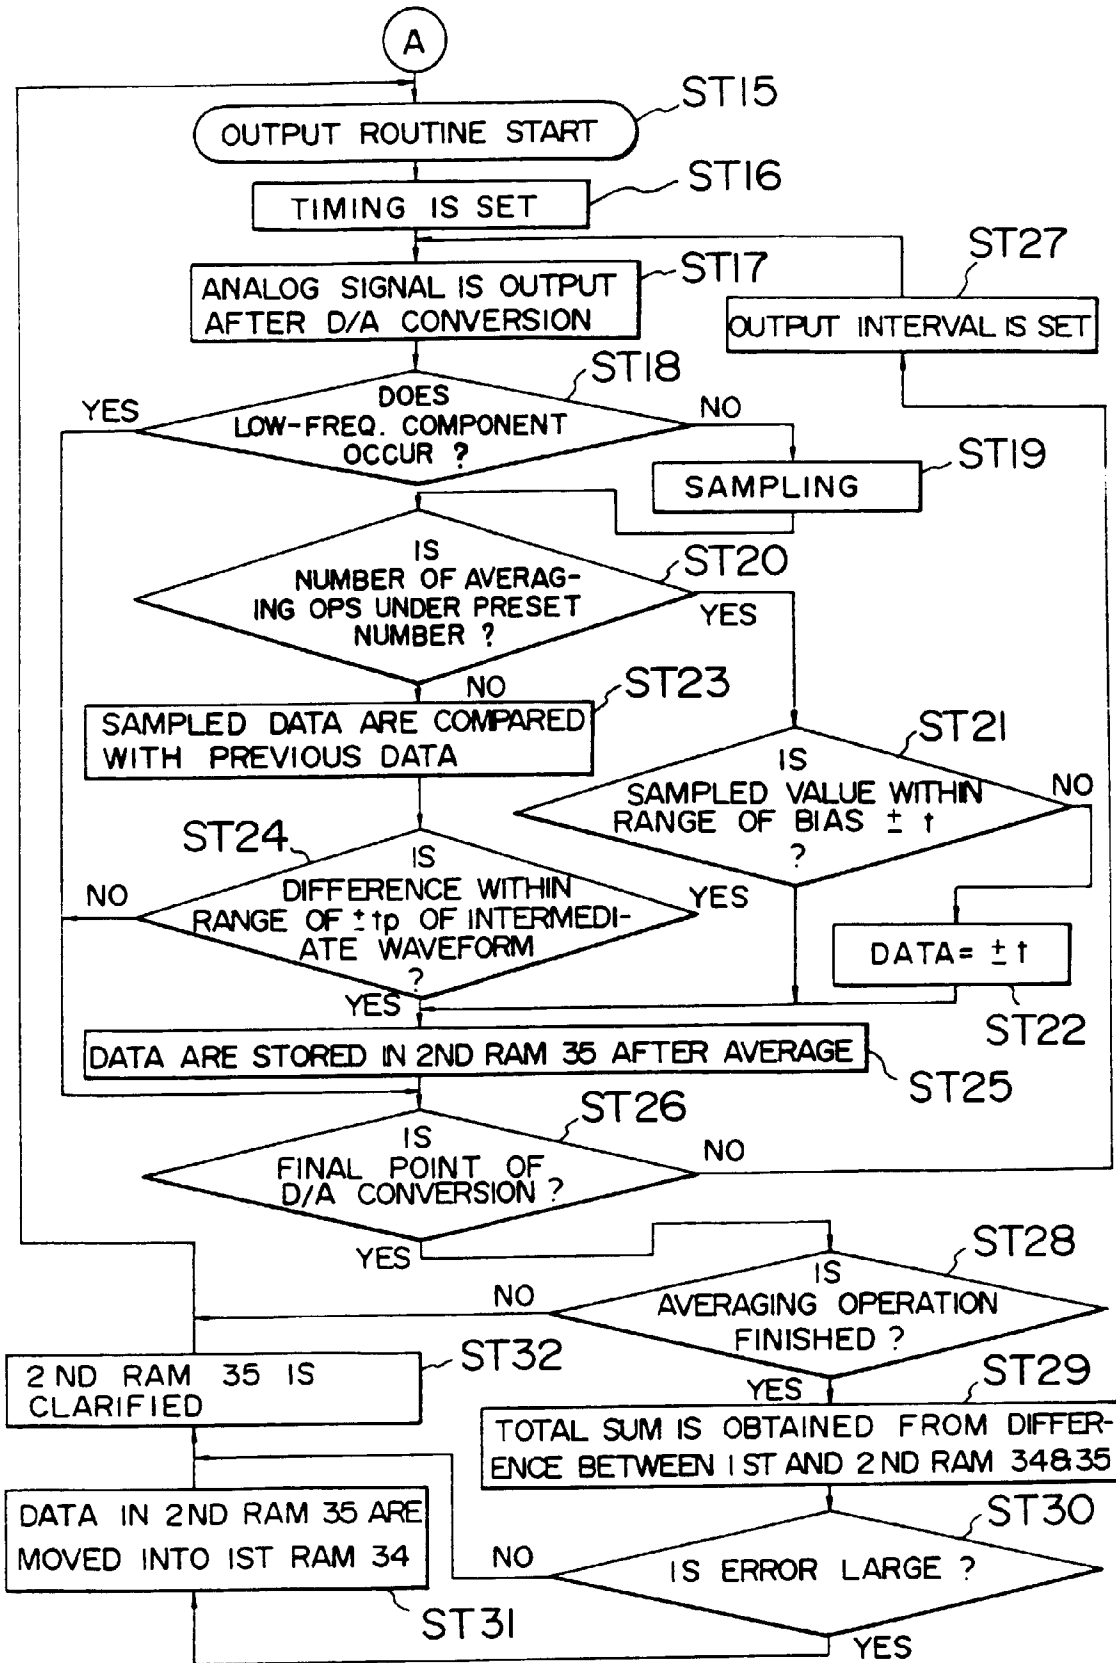 A
ST15
OUTPUT ROUTINE START
ST16
TIMING IS SET
ST17
ANALOG SIGNAL IS OUTPUT
AFTER D/A CONVERSION
ST27
OUTPUT INTERVAL IS SET
ST18
DOES
LOW-FREQ. COMPONENT
OCCUR ?
YES
NO
ST19
SAMPLING
ST20
IS
NUMBER OF AVERAG-
ING OPS UNDER PRESET
NUMBER ?
YES
NO
ST23
SAMPLED DATA ARE COMPARED
WITH PREVIOUS DATA
ST21
IS
SAMPLED VALUE WITHIN
RANGE OF BIAS ± t
?
NO
YES
ST24
IS
DIFFERENCE WITHIN
RANGE OF ±tp OF INTERMEDI-
ATE WAVEFORM
?
NO
YES
DATA = ± t
ST22
DATA ARE STORED IN 2ND RAM 35 AFTER AVERAGE
ST25
ST26
IS
FINAL POINT OF
D/A CONVERSION ?
NO
YES
ST28
IS
AVERAGING OPERATION
FINISHED ?
NO
YES
ST32
2 ND RAM 35 IS
CLARIFIED
ST29
TOTAL SUM IS OBTAINED FROM DIFFER-
ENCE BETWEEN 1ST AND 2ND RAM 34&35
ST30
IS ERROR LARGE ?
NO
YES
DATA IN 2ND RAM 35 ARE
MOVED INTO 1ST RAM 34
ST31